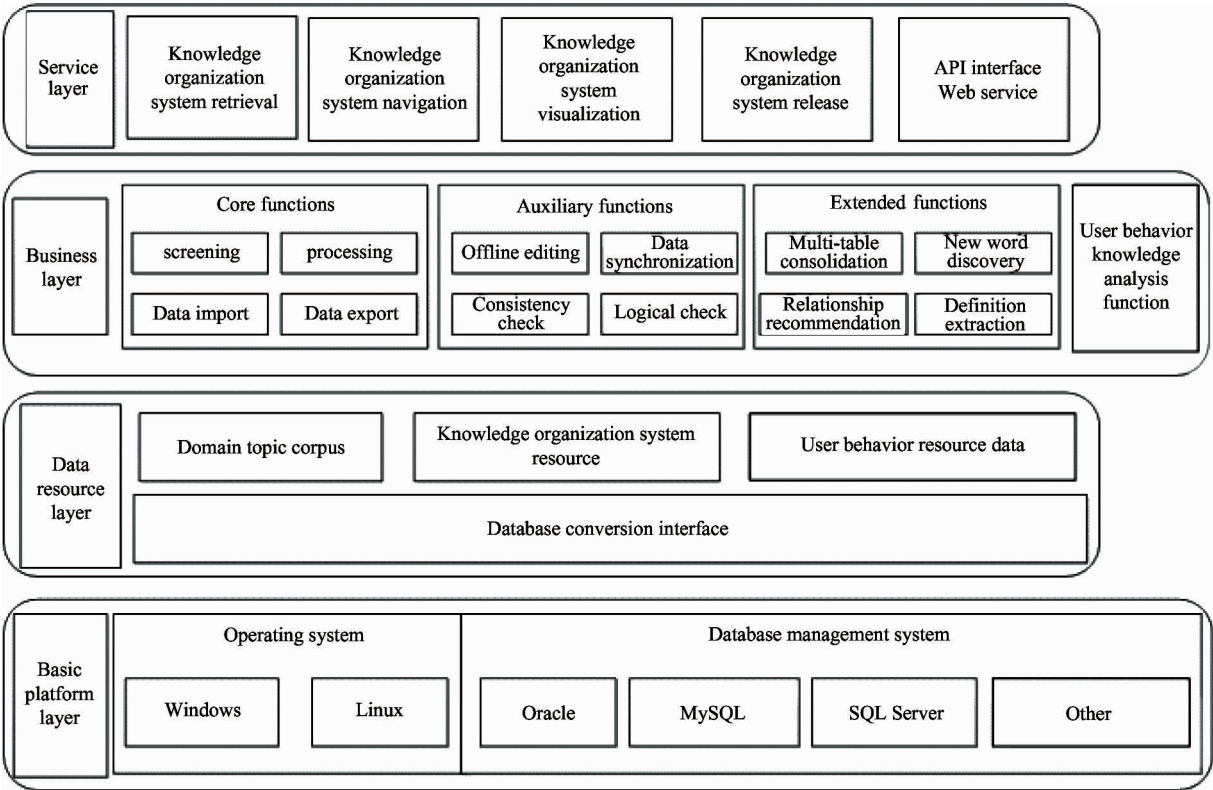 Service
layer
Knowledge
organization
system retrieval
Knowledge
organization
system navigation
Knowledge
organization
system
visualization
Knowledge
organization
system release
API interface
Web service
Business
layer
Core functions
screening
processing
Data import
Data export
Auxiliary functions
Offline editing
Data
synchronization
Consistency
check
Logical check
Extended functions
Multi-table
consolidation
New word
discovery
Relationship
recommendation
Definition
extraction
User behavior
knowledge
analysis
function
Data
resource
layer
Domain topic corpus
Knowledge organization system
resource
User behavior resource data
Database conversion interface
Basic
platform
layer
Operating system
Windows
Linux
Database management system
Oracle
MySQL
SQL Server
Other